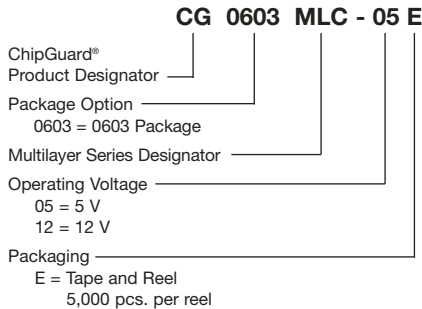 CG 0603 MLC - 05 E
ChipGuard®
Product Designator
Package Option
0603 = 0603 Package
Multilayer Series Designator
Operating Voltage
05 = 5 V
12 = 12 V
Packaging
E = Tape and Reel
5,000 pcs. per reel